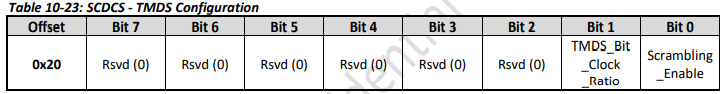 Table 10-23: SCDCS - TMDS Configuration
Offset Bit 7 Bit 6 Bit 5 Bit 4 Bit 3 Bit 2 Bit 1 Bit 0
0x20 Rsvd (0) Rsvd (0) Rsvd (0) Rsvd (0) Rsvd (0) Rsvd (0) TMDS_Bit
_Clock
_Ratio Scrambling
_Enable